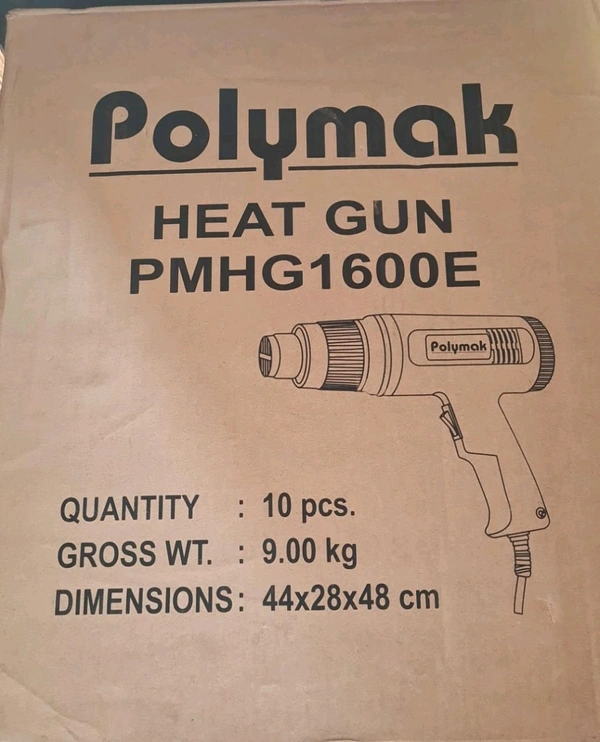 Polymak
HEAT GUN
PMHG1600E
Polymak
QUANTITY : 10 pcs.
GROSS WT. : 9.00 kg
DIMENSIONS: 44x28x48 cm